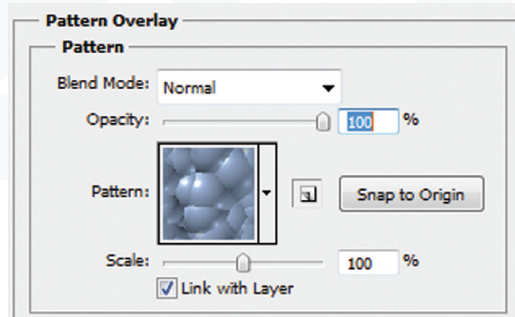 Pattern Overlay
Pattern
Blend Mode: Normal
Opacity: 100 %
Pattern: Snap to Origin
Scale: 100 %
Link with Layer